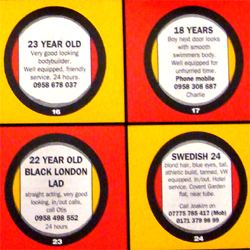 23 YEAR OLD
Very good looking
bodybuilder.
Well equipped, friendly
service, 24 hours.
0958 678 037
16
18 YEARS
Boy next door looks
with smooth
swimmers body.
Well equipped for
unhurried time.
Phone mobile
0958 308 687
Charlie
17
22 YEAR OLD
BLACK LONDON
LAD
straight acting, very good
looking, in/out calls,
call Otis
0958 498 552
24 hours
23
SWEDISH 24
blond hair, blue eyes, tall,
athletic build, tanned, VW
equipped. In/out. Hotel
service. Covent Garden
flat, near tube.
Call Joakim on
07775 765 417 (Mob)
0171 379 96 99
24